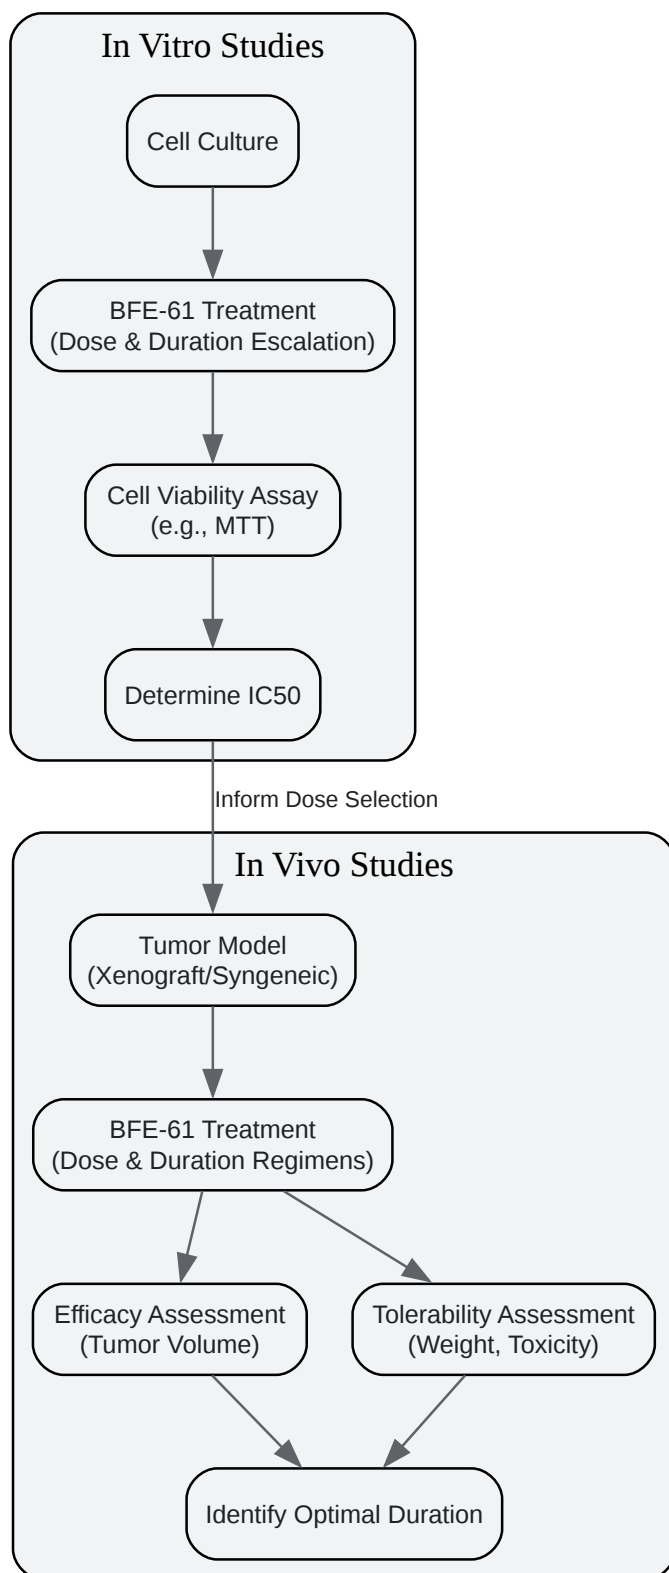 In Vitro Studies
Cell Culture
BFE-61 Treatment
(Dose & Duration Escalation)
Cell Viability Assay
(e.g., MTT)
Determine IC50
Inform Dose Selection
In Vivo Studies
Tumor Model
(Xenograft/Syngeneic)
BFE-61 Treatment
(Dose & Duration Regimens)
Efficacy Assessment
(Tumor Volume)
Tolerability Assessment
(Weight, Toxicity)
Identify Optimal Duration